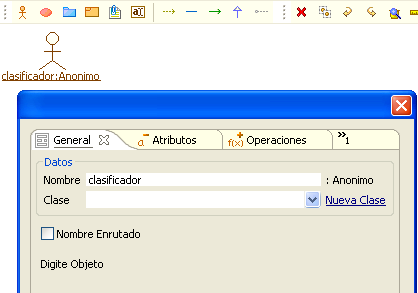 clasificador:Anonimo
General
Atributos
Operaciones
»1
Datos
Nombre clasificador : Anonimo
Clase Nueva Clase
Nombre Enrutado
Digite Objeto